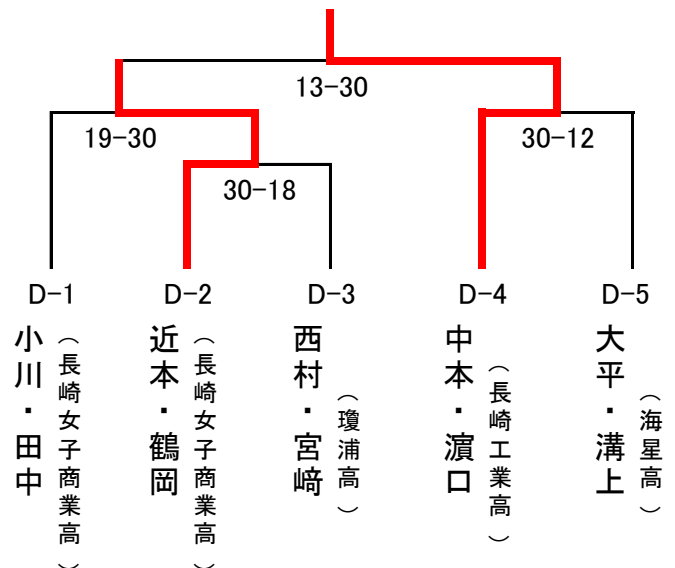 13-30
19-30
30-12
30-18
D-1
D-2
D-3
D-4
D-5
小川・田中
（長崎女子商業高）
近本・鶴岡
（長崎女子商業高）
西村・宮﨑
（瓊浦高）
中本・濵口
（長崎工業高）
大平・溝上
（海星高）